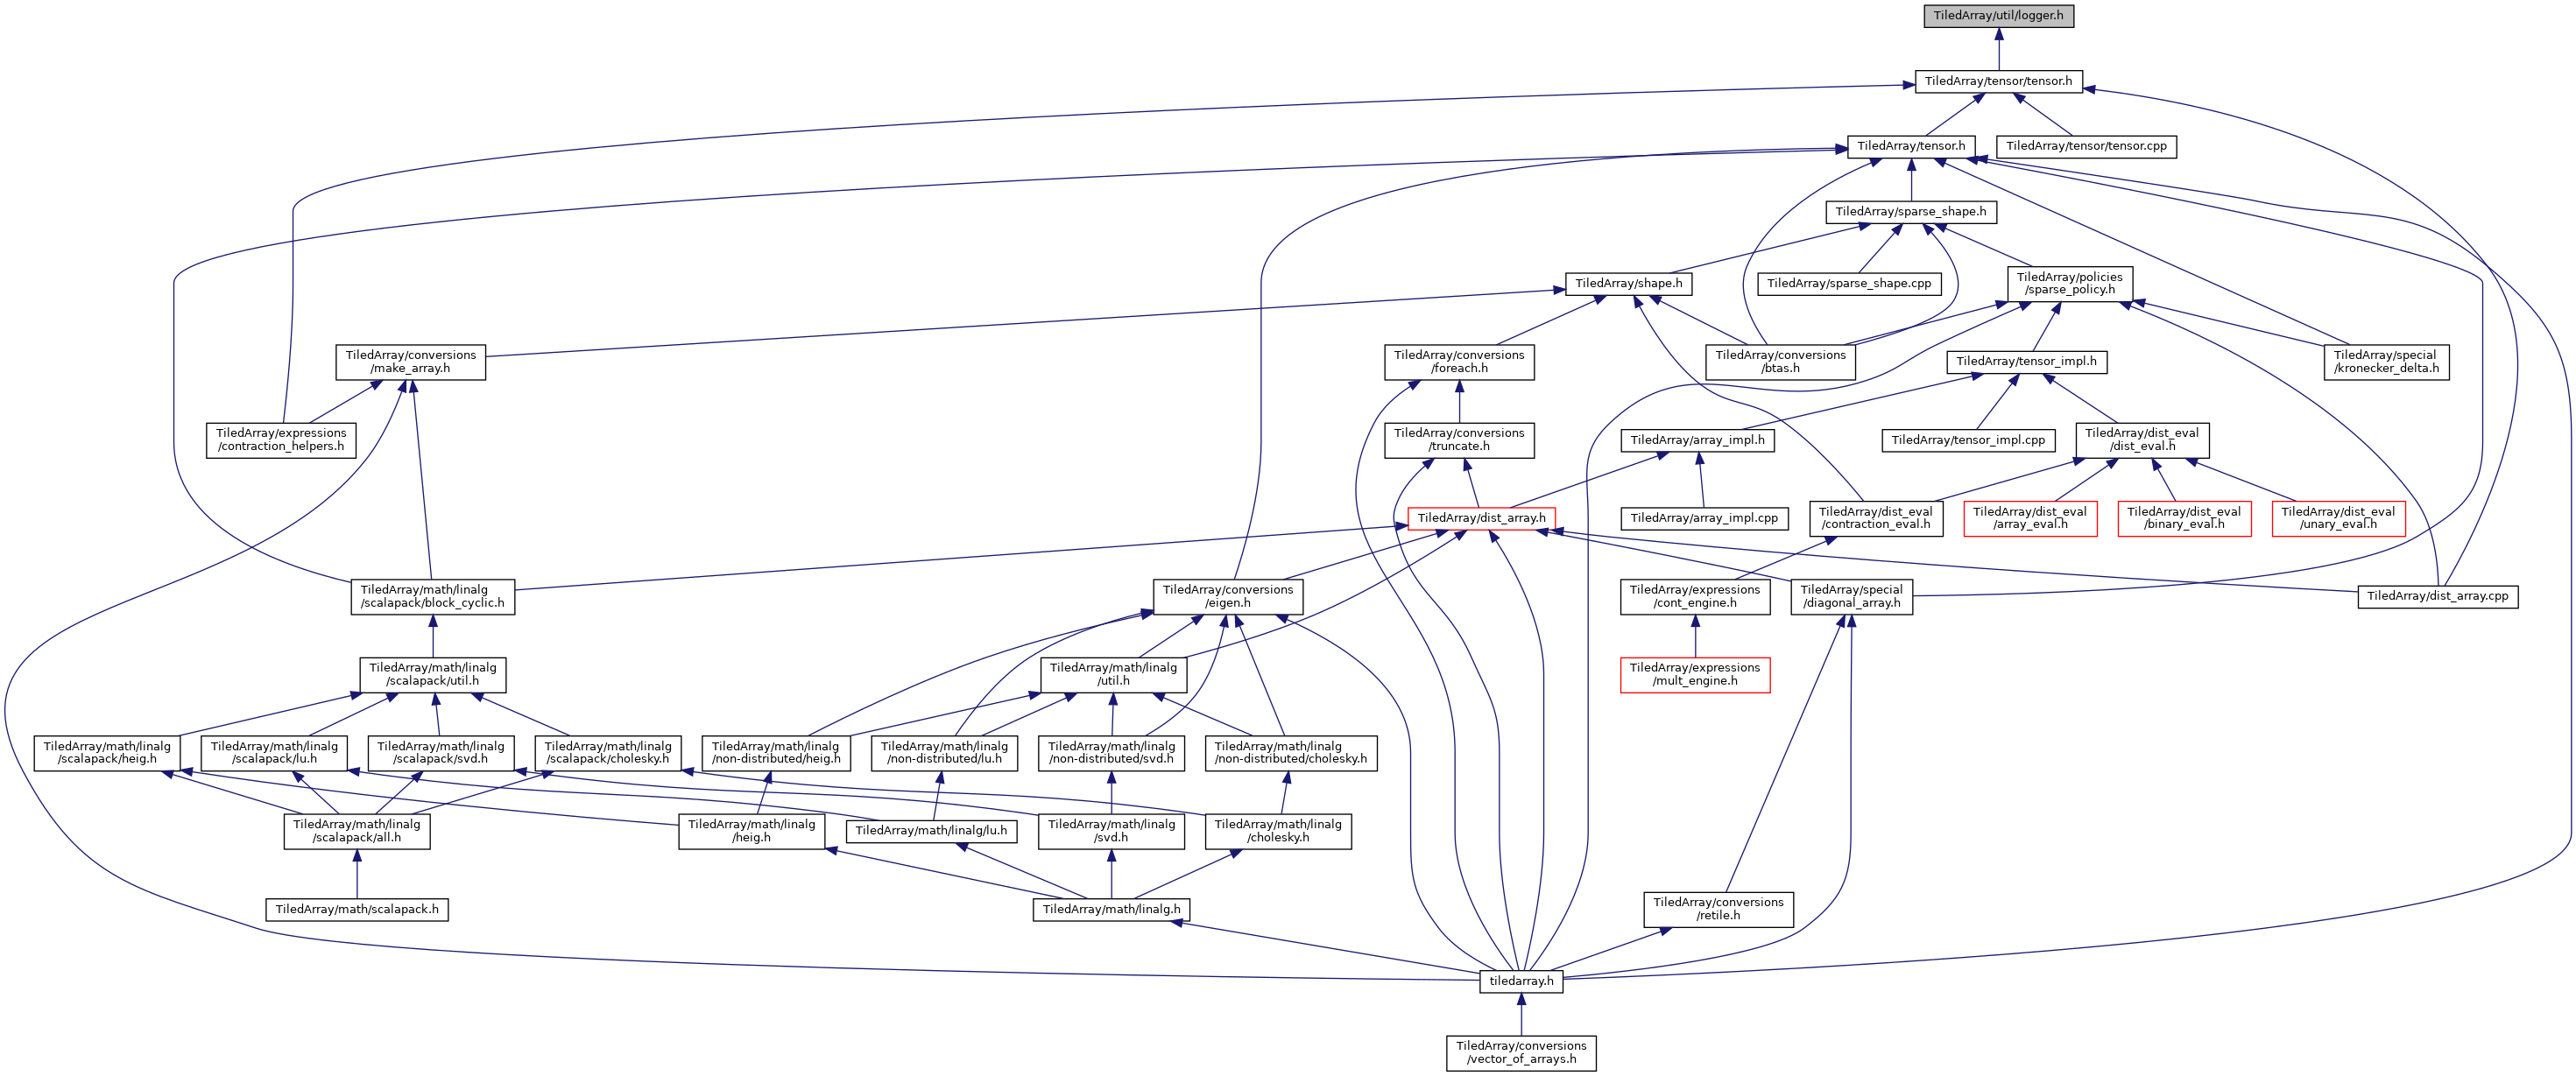 TiledArray/util/logger.h
TiledArray/tensor/tensor.h
TiledArray/tensor.h
TiledArray/tensor/tensor.cpp
TiledArray/sparse_shape.h
TiledArray/shape.h
TiledArray/sparse_shape.cpp
TiledArray/policies
/sparse_policy.h
TiledArray/conversions
/make_array.h
TiledArray/conversions
/foreach.h
TiledArray/conversions
/btas.h
TiledArray/tensor_impl.h
TiledArray/special
/kronecker_delta.h
TiledArray/expressions
/contraction_helpers.h
TiledArray/conversions
/truncate.h
TiledArray/array_impl.h
TiledArray/tensor_impl.cpp
TiledArray/dist_eval
/dist_eval.h
TiledArray/dist_array.h
TiledArray/array_impl.cpp
TiledArray/dist_eval
/contraction_eval.h
TiledArray/dist_eval
/array_eval.h
TiledArray/dist_eval
/binary_eval.h
TiledArray/dist_eval
/unary_eval.h
TiledArray/math/linalg
/scalapack/block_cyclic.h
TiledArray/conversions
/eigen.h
TiledArray/expressions
/cont_engine.h
TiledArray/special
/diagonal_array.h
TiledArray/dist_array.cpp
TiledArray/math/linalg
/scalapack/util.h
TiledArray/math/linalg
/util.h
TiledArray/expressions
/mult_engine.h
TiledArray/math/linalg
/scalapack/heig.h
TiledArray/math/linalg
/scalapack/lu.h
TiledArray/math/linalg
/scalapack/svd.h
TiledArray/math/linalg
/scalapack/cholesky.h
TiledArray/math/linalg
/non-distributed/heig.h
TiledArray/math/linalg
/non-distributed/lu.h
TiledArray/math/linalg
/non-distributed/svd.h
TiledArray/math/linalg
/non-distributed/cholesky.h
TiledArray/math/linalg
/scalapack/all.h
TiledArray/math/linalg
/heig.h
TiledArray/math/linalg/lu.h
TiledArray/math/linalg
/svd.h
TiledArray/math/linalg
/cholesky.h
TiledArray/math/scalapack.h
TiledArray/math/linalg.h
TiledArray/conversions
/retile.h
tiledarray.h
TiledArray/conversions
/vector_of_arrays.h